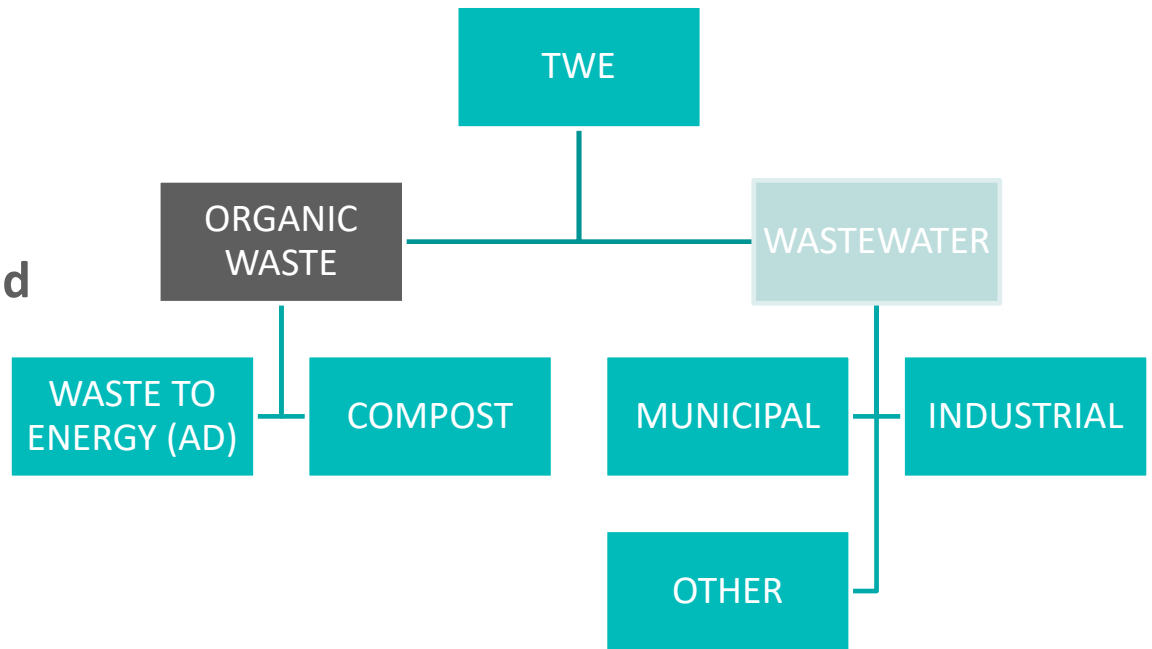 TWE
ORGANIC
WASTE
WASTEWATER
d
WASTE TO
ENERGY (AD)
COMPOST
MUNICIPAL
INDUSTRIAL
OTHER